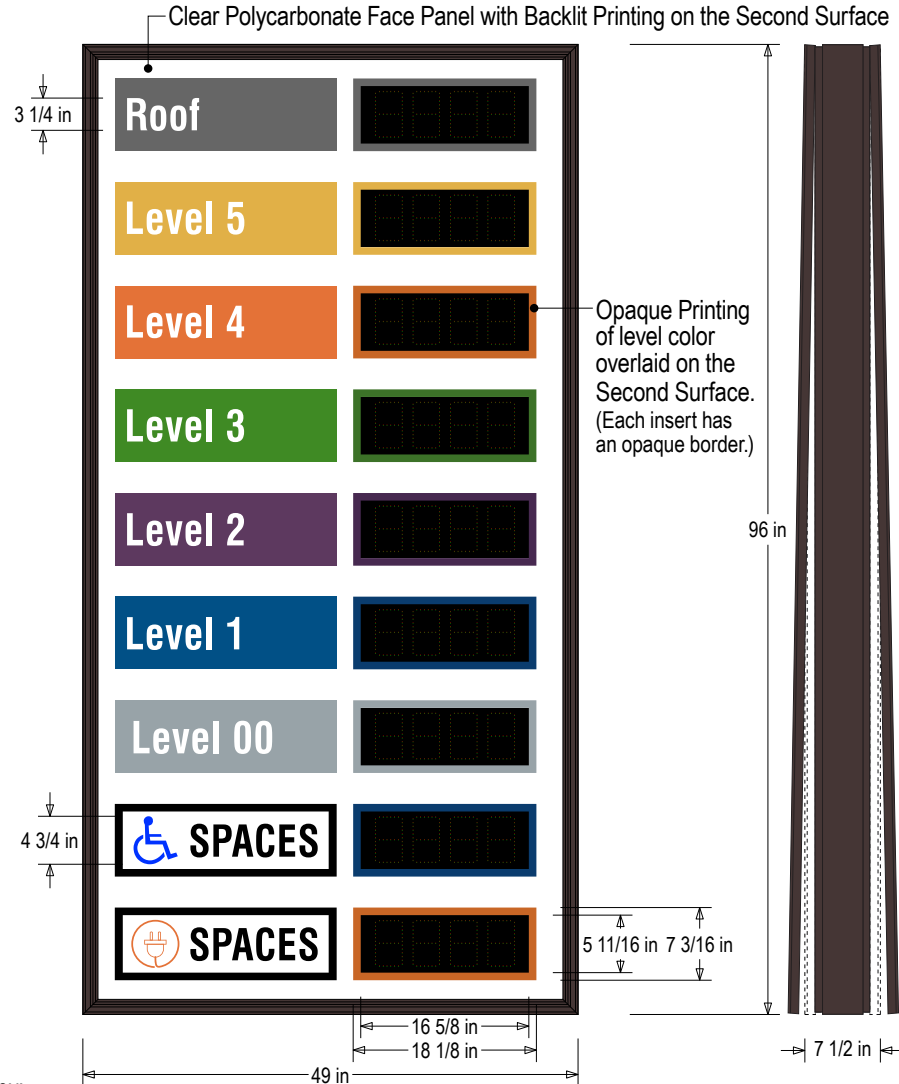 Clear Polycarbonate Face Panel with Backlit Printing on the Second Surface
3 1/4 in
Roof
Level 5
Level 4
Opaque Printing
of level color
overlaid on the
Second Surface.
(Each insert has
an opaque border.)
Level 3
Level 2
96 in
Level 1
Level 00
4 3/4 in
SPACES
SPACES
5 11/16 in
7 3/16 in
16 5/8 in
18 1/8 in
7 1/2 in
49 in